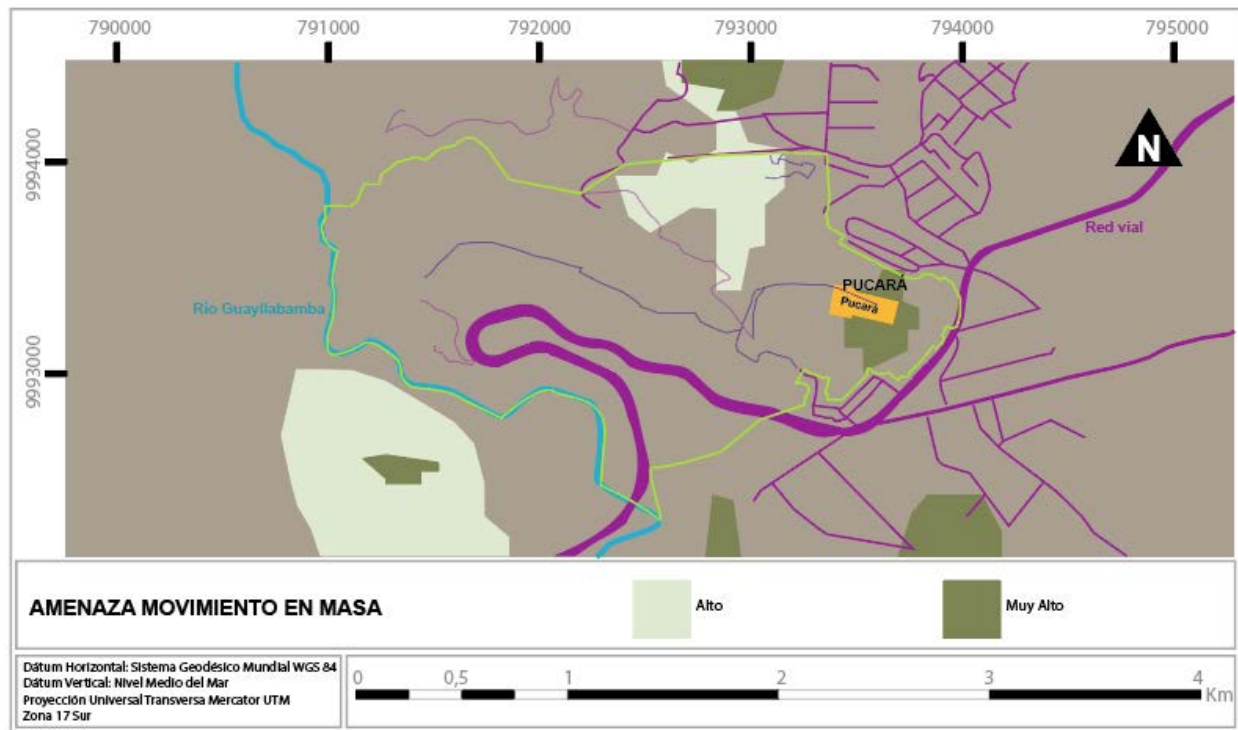 790000 791000 792000 793000 794000 795000
9994000
N
Red vial
PUCARÁ
Pucará
Río Guayllabamba
9993000
AMENAZA MOVIMIENTO EN MASA
Alto
Muy Alto
Dátum Horizontal: Sistema Geodésico Mundial WGS 84
Dátum Vertical: Nivel Medio del Mar
Proyección Universal Transversa Mercator UTM
Zona 17 Sur
0 0,5 1 2 3 4
Km